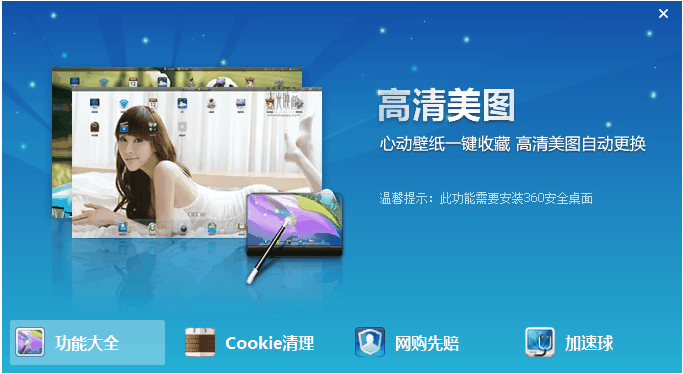 高清美图
心动壁纸一键收藏 高清美图自动更换
温馨提示：此功能需要安装360安全桌面
功能大全
Cookie清理
网购先赔
加速球